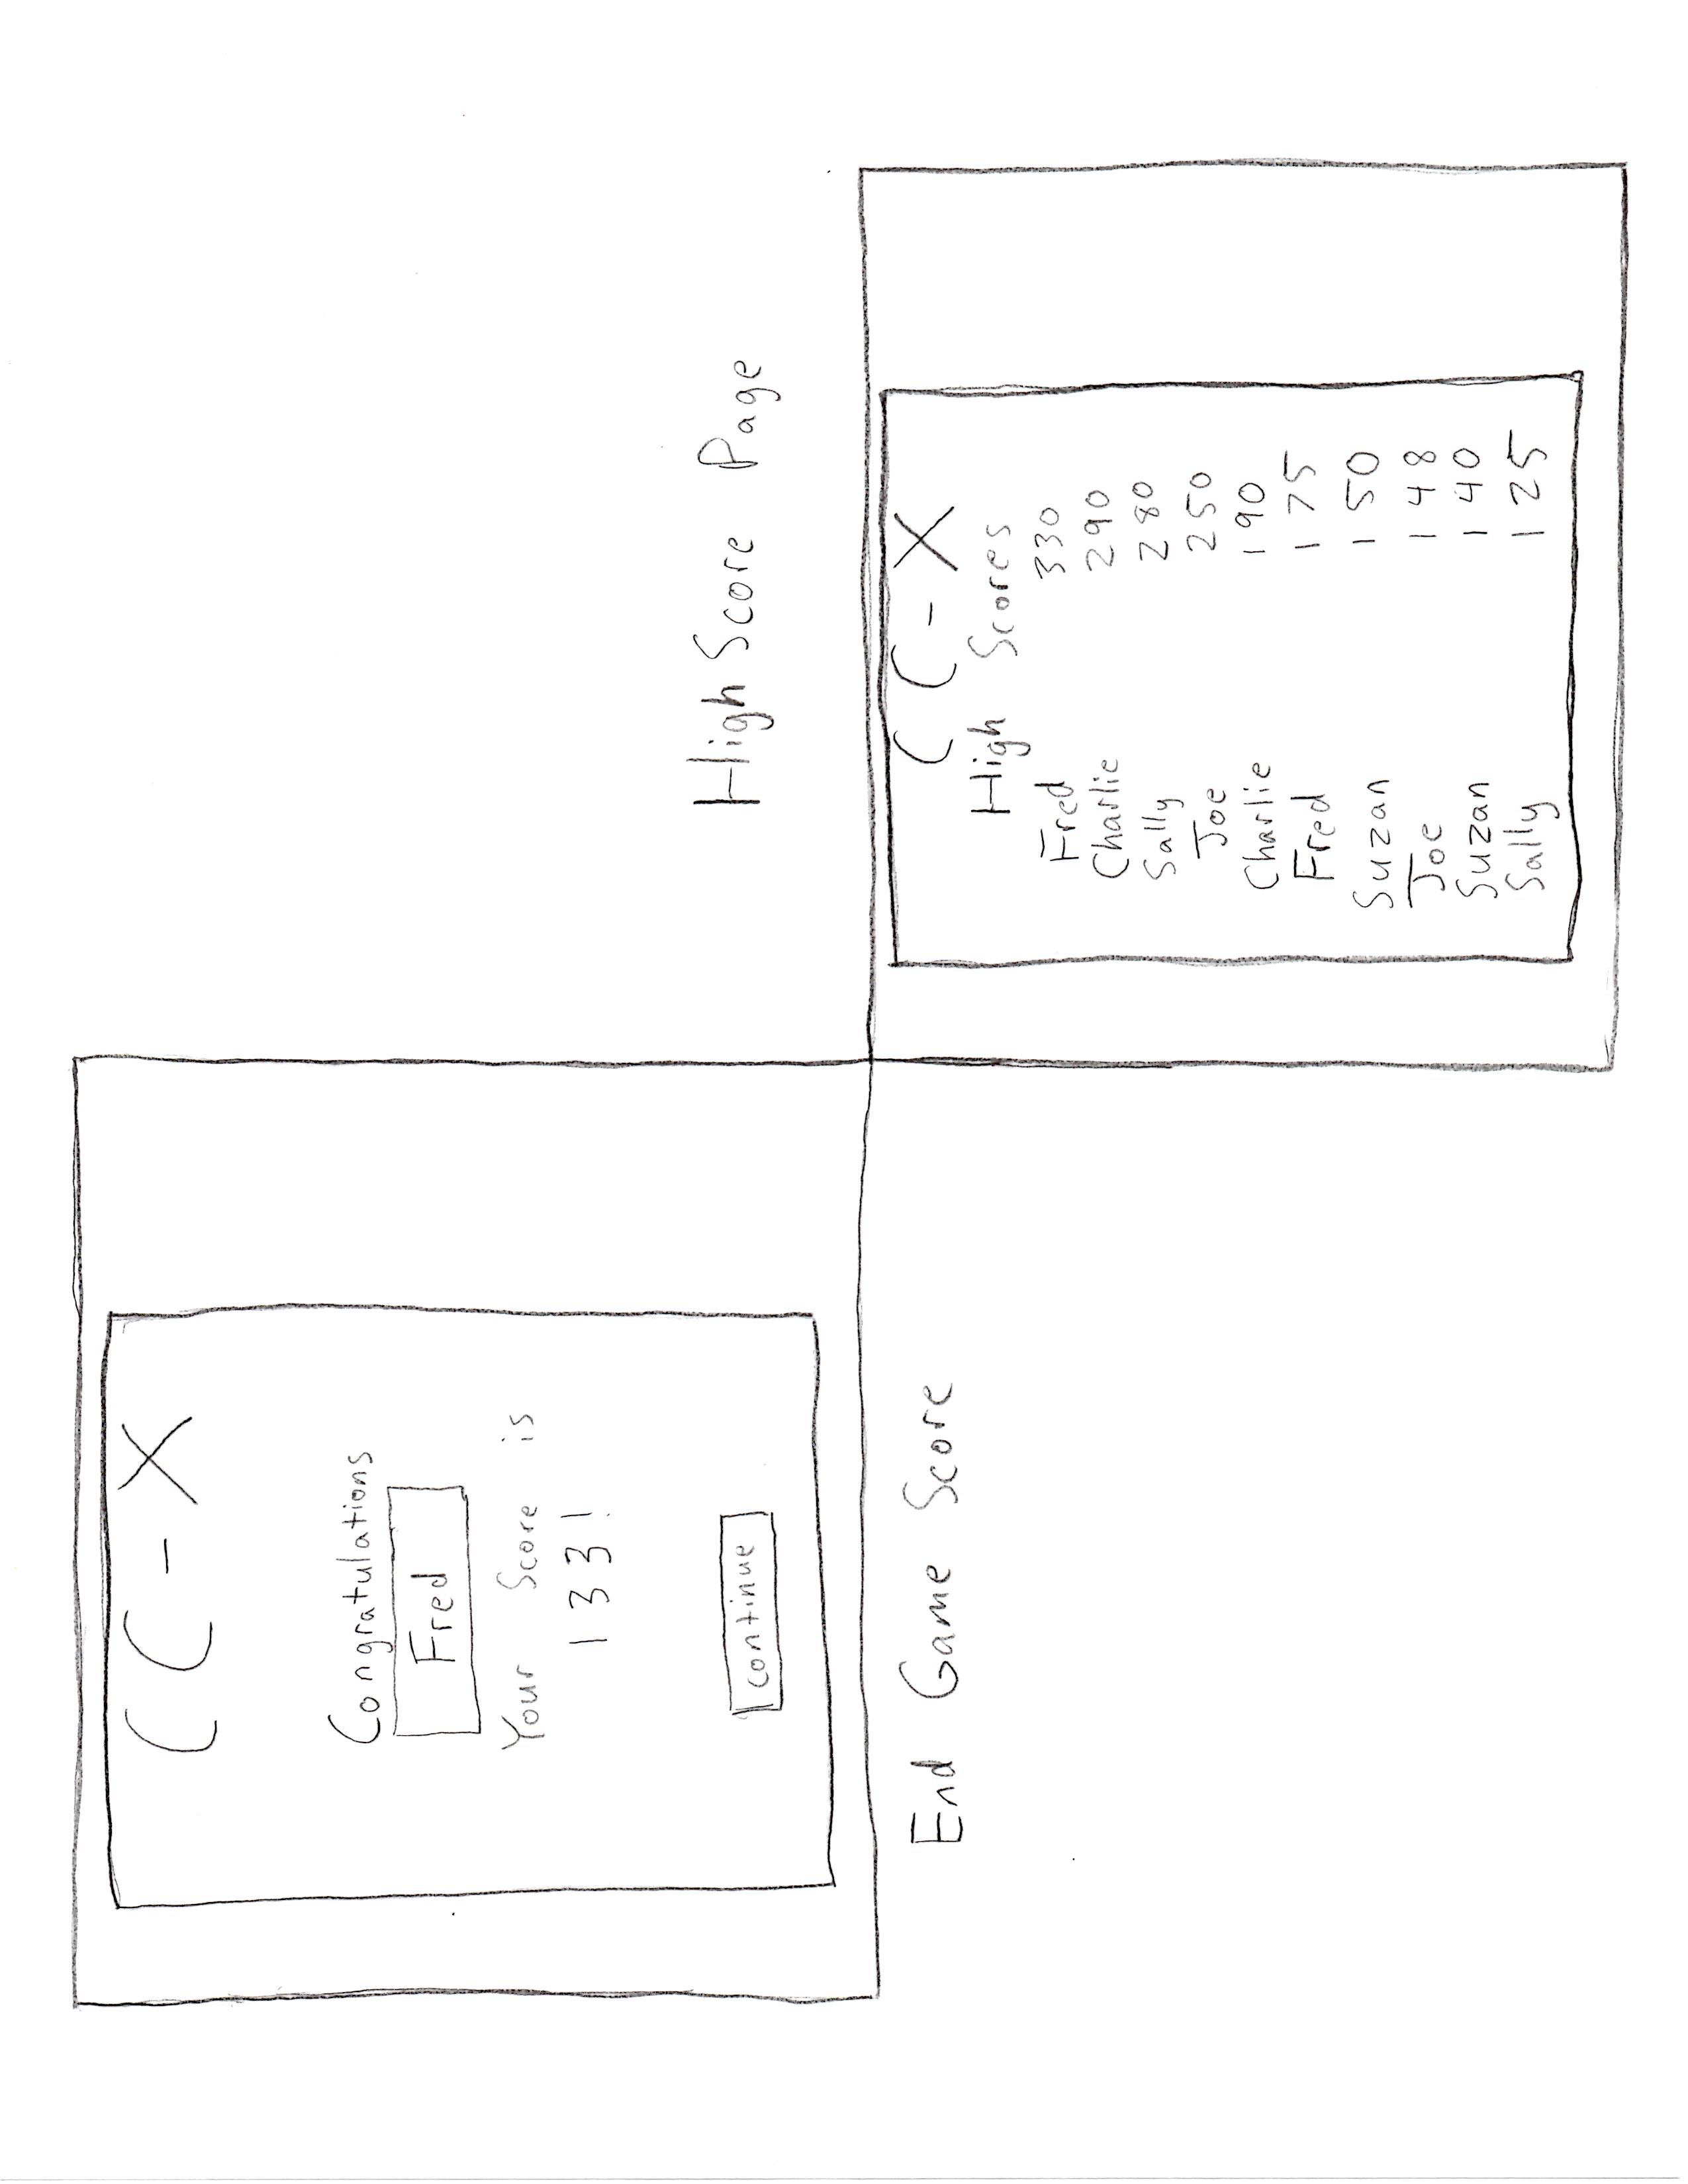 CC-X
Congratulations
Fred
Your Score is
133!
continue
End Game Score
High Score Page
CC-X
High Scores
Fred 330
Charlie 290
Sally 280
Joe 250
Charlie 190
Fred 175
Suzan 150
Joe 148
Suzan 140
Sally 125